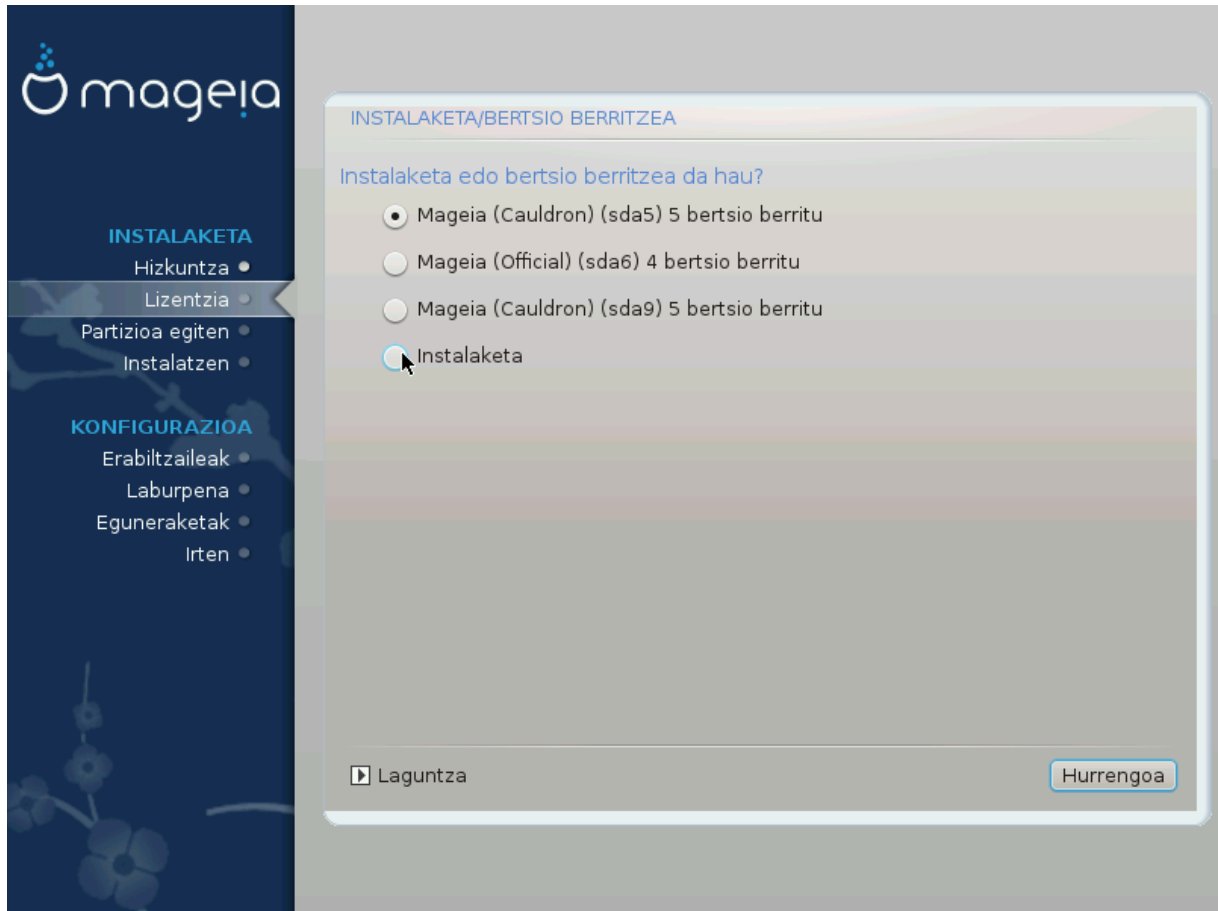 mageia
INSTALAKETA
Hizkuntza
Lizentzia
Partizioa egiten
Instalatzen
KONFIGURAZIOA
Erabiltzaileak
Laburpena
Eguneraketak
Irten
INSTALAKETA/BERTSIO BERRITZEA
Instalaketa edo bertsio berritzea da hau?
Mageia (Cauldron) (sda5) 5 bertsio berritu
Mageia (Official) (sda6) 4 bertsio berritu
Mageia (Cauldron) (sda9) 5 bertsio berritu
Instalaketa
Laguntza
Hurrengoa